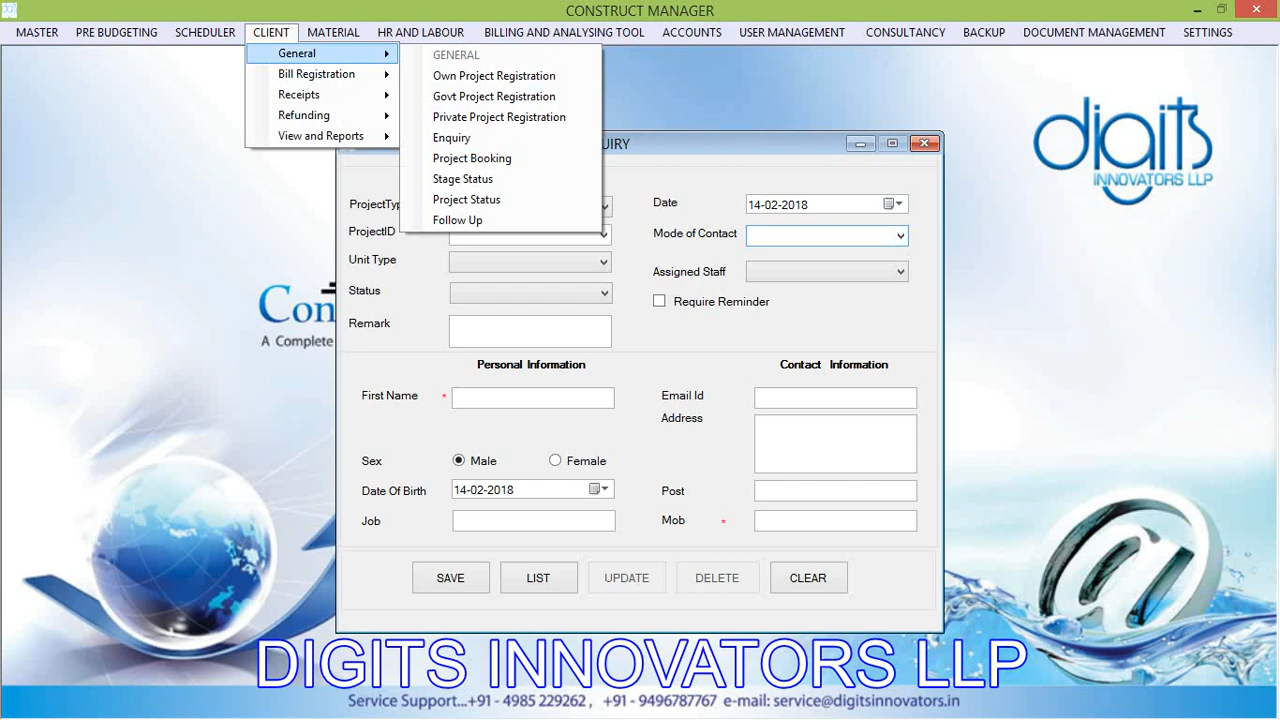 CONSTRUCT MANAGER
MASTER PRE BUDGETING SCHEDULER CLIENT MATERIAL HR AND LABOUR BILLING AND ANALYSING TOOL ACCOUNTS USER MANAGEMENT CONSULTANCY BACKUP DOCUMENT MANAGEMENT SETTINGS
General
Bill Registration
Receipts
Refunding
View and Reports
GENERAL
Own Project Registration
Govt Project Registration
Private Project Registration
Enquiry
Project Booking
Stage Status
Project Status
Follow Up
digits
INNOVATORS LLP
UIRY
ProjectTyp
Date 14-02-2018
ProjectID
Mode of Contact
Unit Type
Assigned Staff
Status
Require Reminder
Remark
Con
A Complete
Personal Information Contact Information
First Name * Email Id
Address
Sex Male Female
Date Of Birth 14-02-2018 Post
Job Mob *
SAVE LIST UPDATE DELETE CLEAR
DIGITS INNOVATORS LLP
Service Support...+91 - 4985 229262 , +91 - 9496787767 e-mail: service@digitsinnovators.in